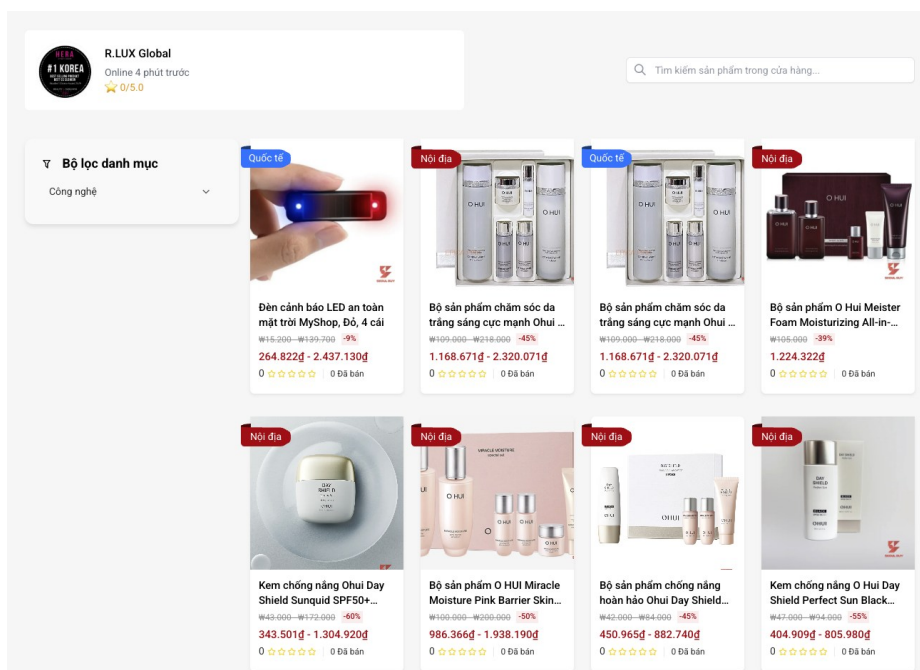 HERA
#1 KOREA
R.LUX Global
Online 4 phút trước
0/5.0
Tìm kiếm sản phẩm trong cửa hàng...
Bộ lọc danh mục
Công nghệ
Quốc tế
Nội địa
Quốc tế
Nội địa
O HUI
O HUI
O HUI
Đèn cảnh báo LED an toàn
mặt trời MyShop, Đỏ, 4 cái
₩15.200 - ₩139.700 -9%
264.822₫ - 2.437.130₫
0 0 Đã bán
Bộ sản phẩm chăm sóc da
trắng sáng cực mạnh Ohui ...
₩109.000 - ₩218.000 -45%
1.168.671₫ - 2.320.071₫
0 0 Đã bán
Bộ sản phẩm chăm sóc da
trắng sáng cực mạnh Ohui ...
₩109.000 - ₩218.000 -45%
1.168.671₫ - 2.320.071₫
0 0 Đã bán
Bộ sản phẩm O Hui Meister
Foam Moisturizing All-in-...
₩105.000 -39%
1.224.322₫
0 0 Đã bán
Nội địa
Nội địa
Nội địa
Nội địa
DAY
SHIELD
MIRACLE MOISTURE
O HUI
OHUI
DAY
SHIELD
OHUI
Kem chống nắng Ohui Day
Shield Sunquid SPF50+...
₩43.000 - ₩172.000 -60%
343.501₫ - 1.304.920₫
0 0 Đã bán
Bộ sản phẩm O HUI Miracle
Moisture Pink Barrier Skin...
₩100.000 - ₩200.000 -50%
986.366₫ - 1.938.190₫
0 0 Đã bán
Bộ sản phẩm chống nắng
hoàn hảo Ohui Day Shield...
₩42.000 - ₩84.000 -45%
450.965₫ - 882.740₫
0 0 Đã bán
Kem chống nắng O Hui Day
Shield Perfect Sun Black...
₩47.000 - ₩94.000 -55%
404.909₫ - 805.980₫
0 0 Đã bán